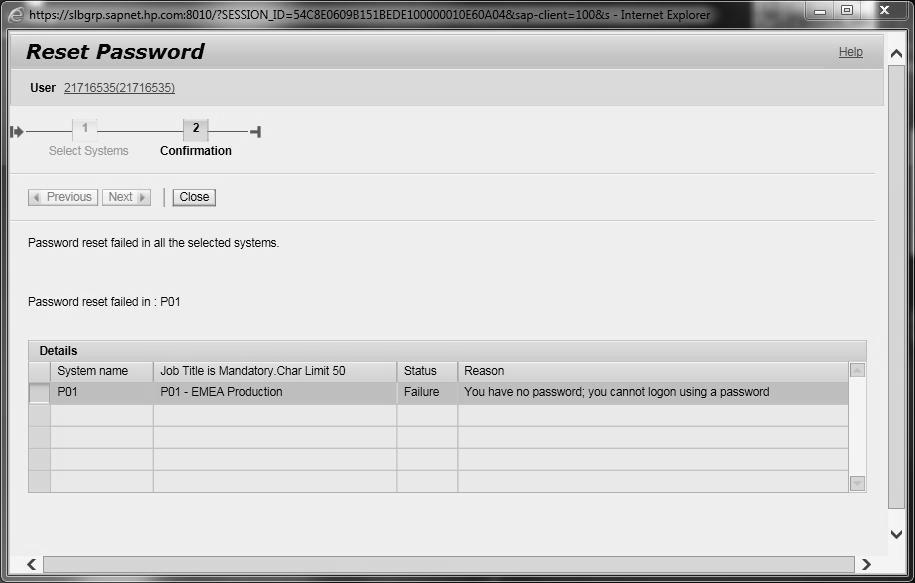 https://slbgrp.sapnet.hp.com:8010/?SESSION_ID=54C8E0609B151BEDE100000010E60A04&sap-client=100&s - Internet Explorer
Reset Password
Help
User 21716535(21716535)
1 2
Select Systems Confirmation
Previous Next Close
Password reset failed in all the selected systems.
Password reset failed in : P01
Details
System name Job Title is Mandatory.Char Limit 50 Status Reason
P01 P01 - EMEA Production Failure You have no password; you cannot logon using a password